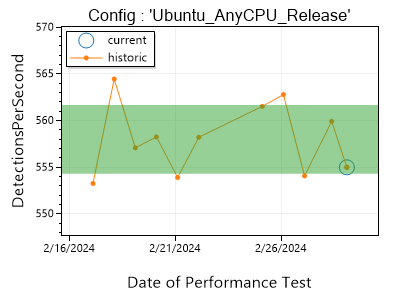 Config : 'Ubuntu_AnyCPU_Release'
570
565
560
555
550
DetectionsPerSecond
current
historic
2/16/2024
2/21/2024
2/26/2024
Date of Performance Test